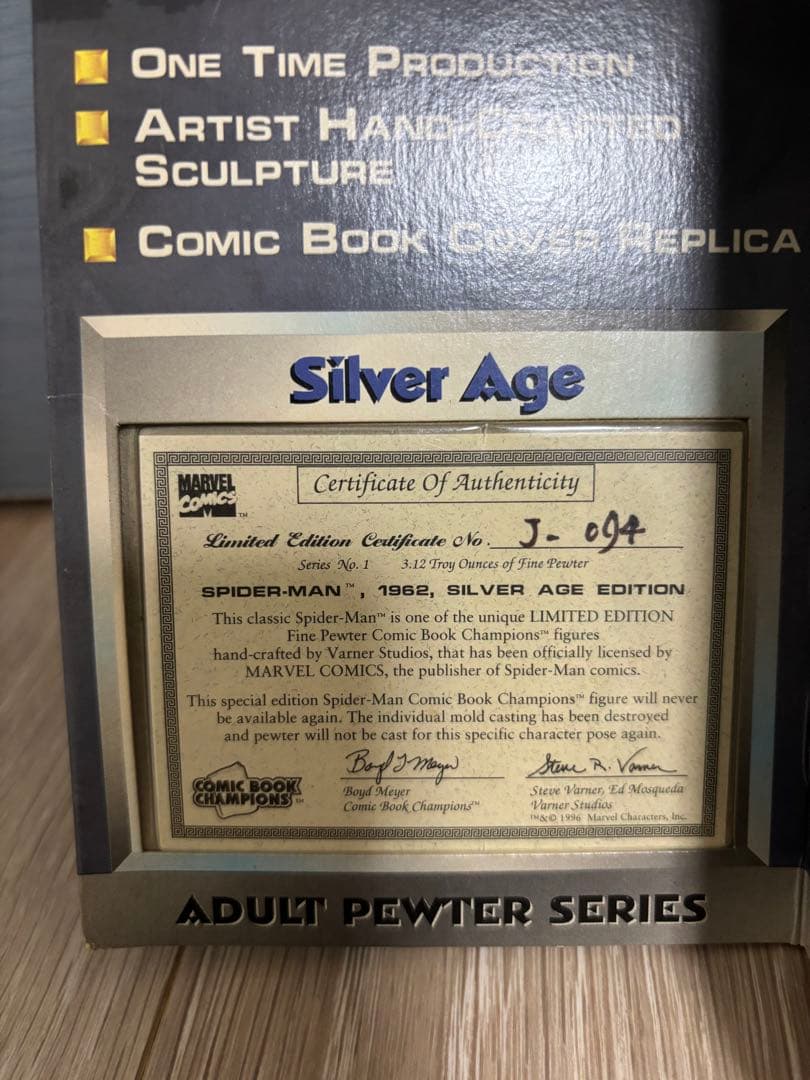 ONE TIME PRODUCTION
ARTIST HAND-CRAFTED
SCULPTURE
COMIC BOOK COVER REPLICA
Silver Age
MARVEL
COMICS™
Certificate Of Authenticity
Limited Edition Certificate No. J- 094
Series No. 1 3.12 Troy Ounces of Fine Pewter
SPIDER-MAN™, 1962, SILVER AGE EDITION
This classic Spider-Man™ is one of the unique LIMITED EDITION
Fine Pewter Comic Book Champions™ figures
hand-crafted by Varner Studios, that has been officially licensed by
MARVEL COMICS, the publisher of Spider-Man comics.
This special edition Spider-Man Comic Book Champions™ figure will never
be available again. The individual mold casting has been destroyed
and pewter will not be cast for this specific character pose again.
Boyd J Meyer
Steve R. Varner
COMIC BOOK
CHAMPIONS℠
Boyd Meyer
Comic Book Champions™
Steve Varner, Ed Mosqueda
Varner Studios
™&© 1996 Marvel Characters, Inc.
ADULT PEWTER SERIES